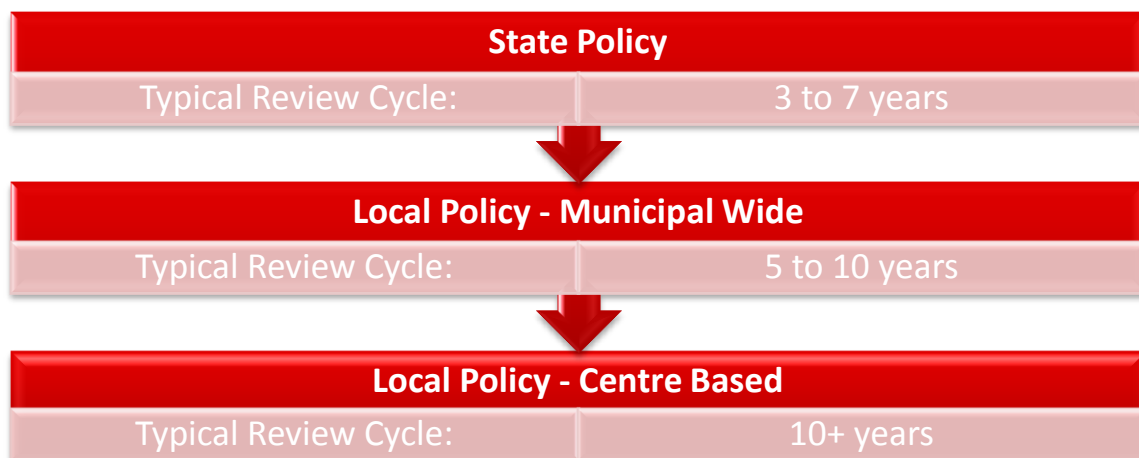 State Policy
Typical Review Cycle: 3 to 7 years
Local Policy - Municipal Wide
Typical Review Cycle: 5 to 10 years
Local Policy - Centre Based
Typical Review Cycle: 10+ years